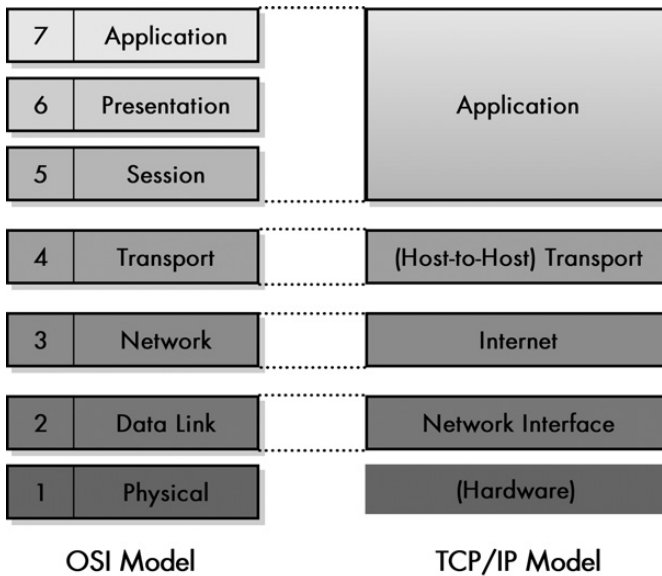 7 Application
6 Presentation
5 Session
4 Transport
3 Network
2 Data Link
1 Physical
OSI Model
Application
(Host-to-Host) Transport
Internet
Network Interface
(Hardware)
TCP/IP Model